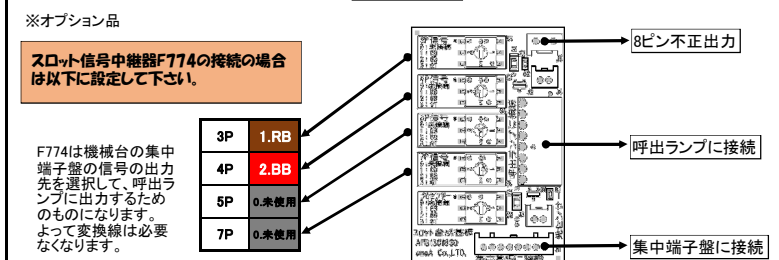 ※オプション品
スロット信号中継器F774の接続の場合
は以下に設定して下さい。
8ピン不正出力
3P 1.RB
4P 2.BB
5P 0.未使用
7P 0.未使用
F774は機械台の集中
端子盤の信号の出力
先を選択して、呼出ラ
ンプに出力するため
のものになります。
よって変換線は必要
なくなります。
呼出ランプに接続
集中端子盤に接続